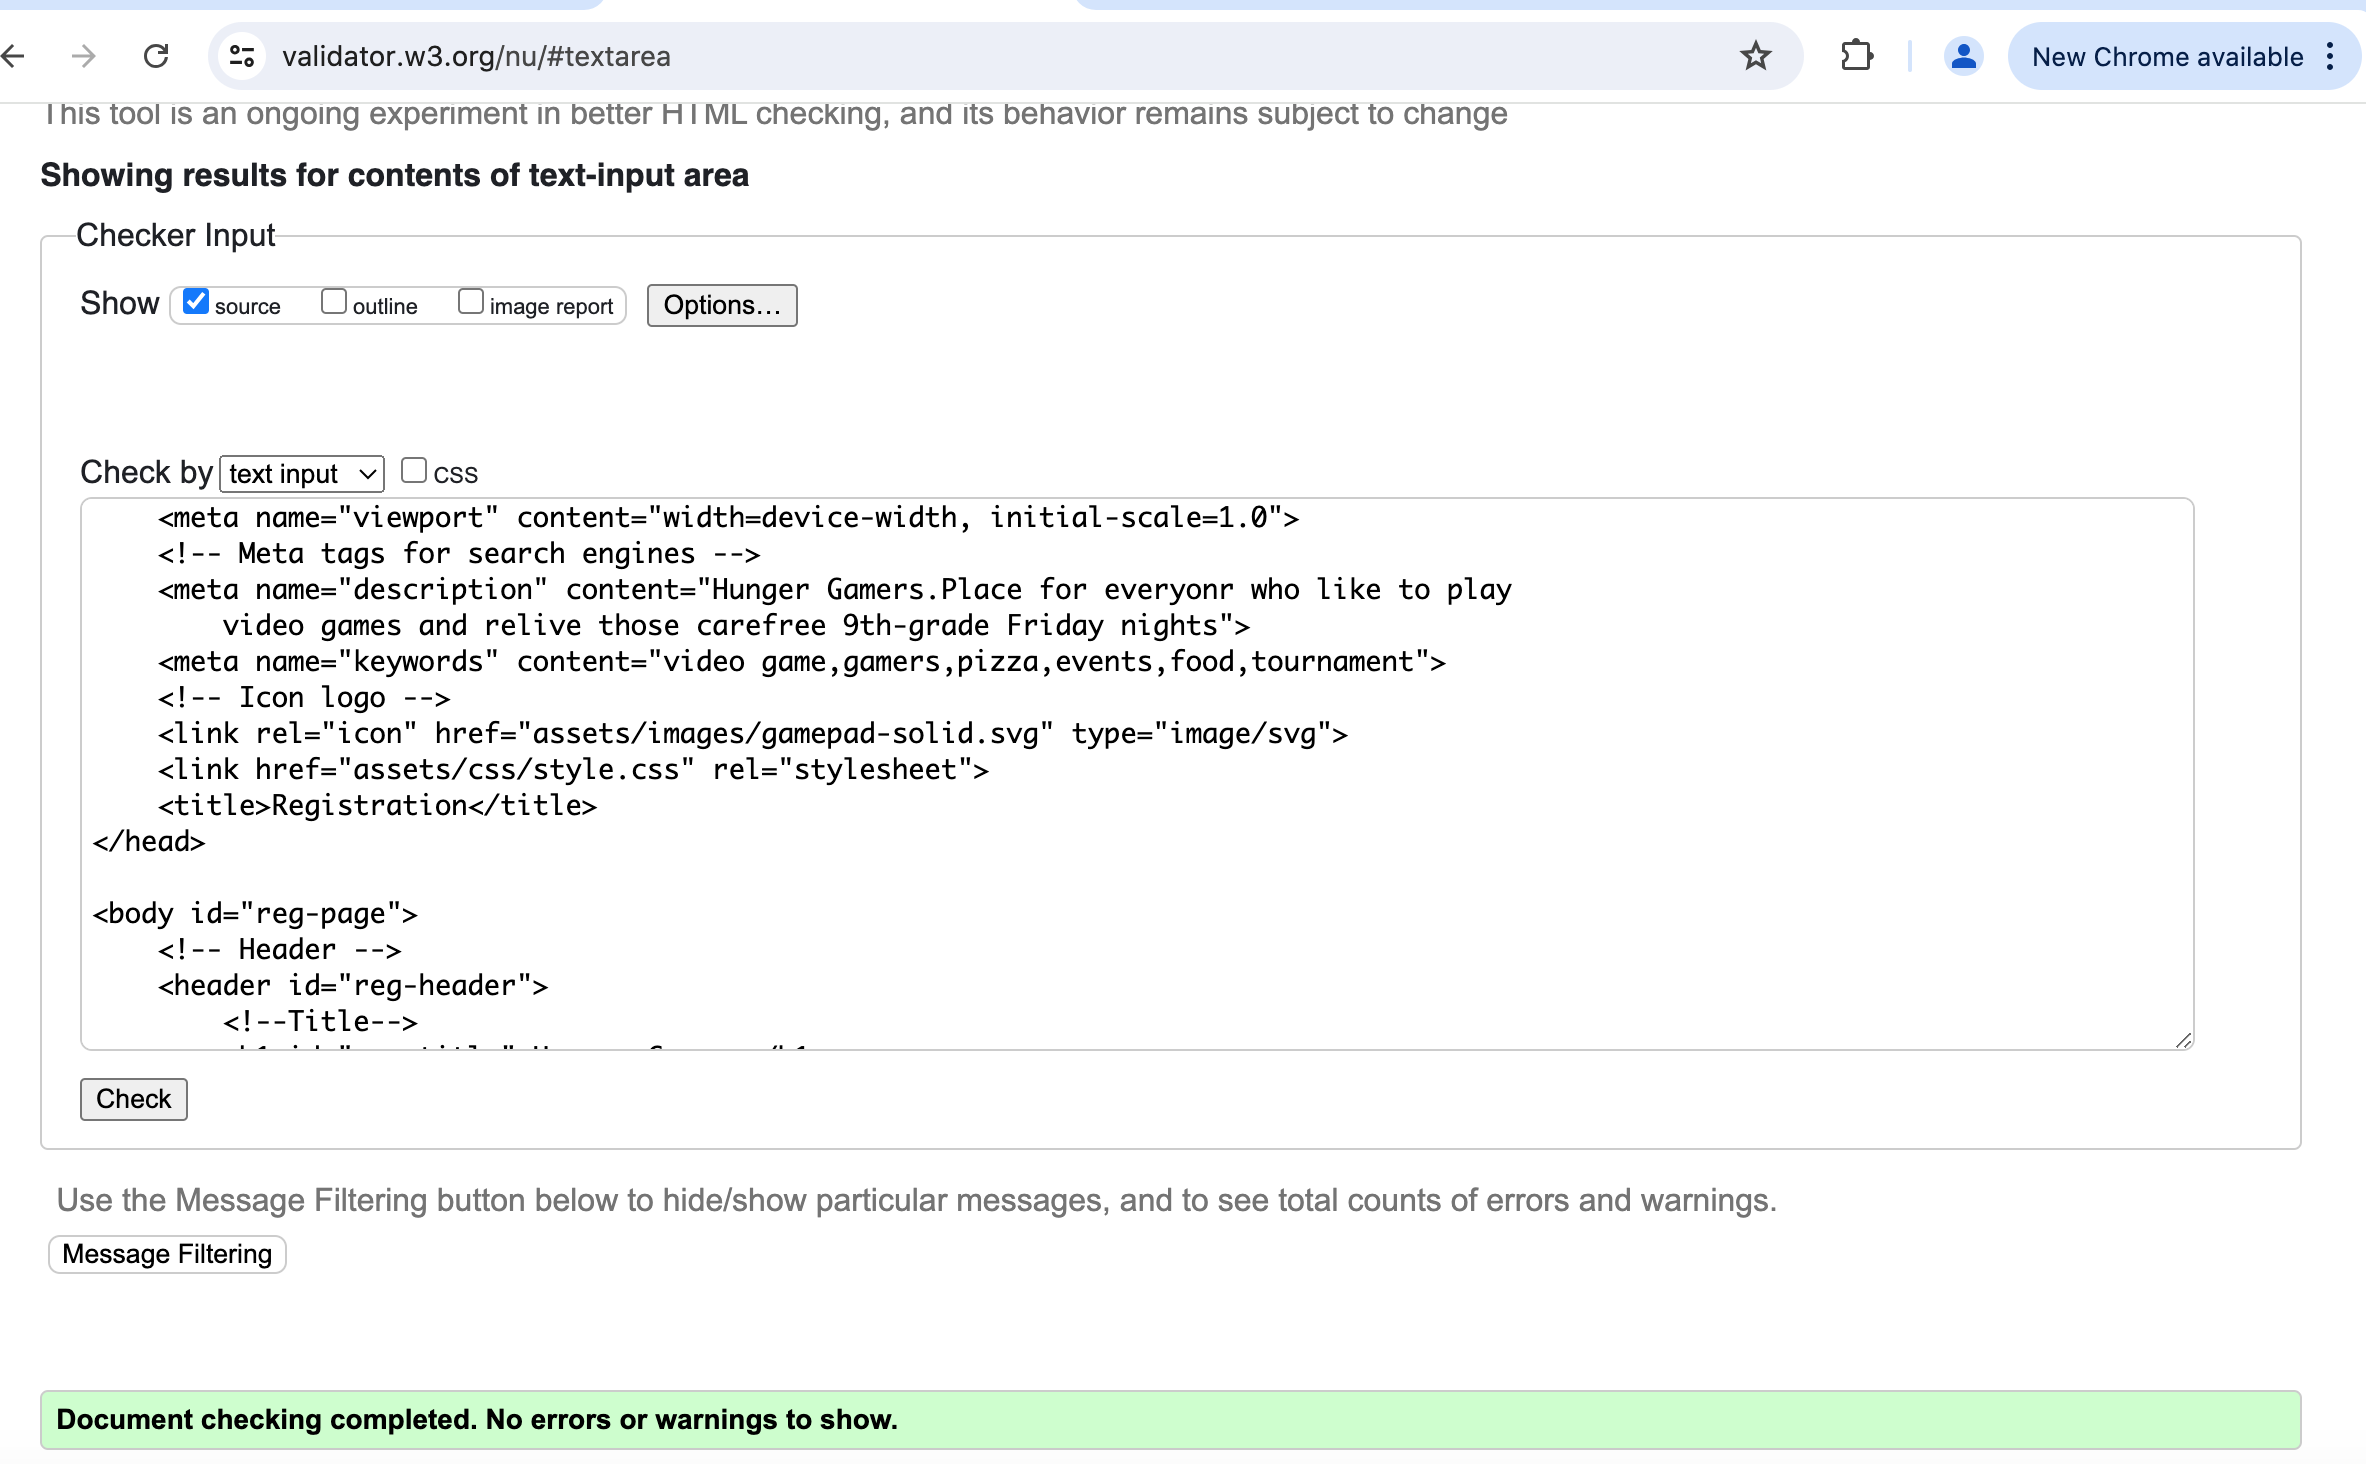 validator.w3.org/nu/#textarea
New Chrome available
This tool is an ongoing experiment in better HTML checking, and its behavior remains subject to change
Showing results for contents of text-input area
Checker Input
Show source outline image report Options...
Check by text input css
<meta name="viewport" content="width=device-width, initial-scale=1.0">
<!-- Meta tags for search engines -->
<meta name="description" content="Hunger Gamers.Place for everyonr who like to play
video games and relive those carefree 9th-grade Friday nights">
<meta name="keywords" content="video game,gamers,pizza,events,food,tournament">
<!-- Icon logo -->
<link rel="icon" href="assets/images/gamepad-solid.svg" type="image/svg">
<link href="assets/css/style.css" rel="stylesheet">
<title>Registration</title>
</head>
<body id="reg-page">
<!-- Header -->
<header id="reg-header">
<!--Title-->
Check
Use the Message Filtering button below to hide/show particular messages, and to see total counts of errors and warnings.
Message Filtering
Document checking completed. No errors or warnings to show.